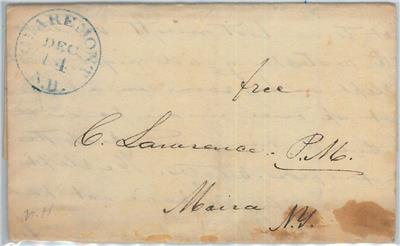 CLAREMONT
DEC
14
N.H.
free
C. Lawrence. P.M.
Moira
N.Y.
N.H